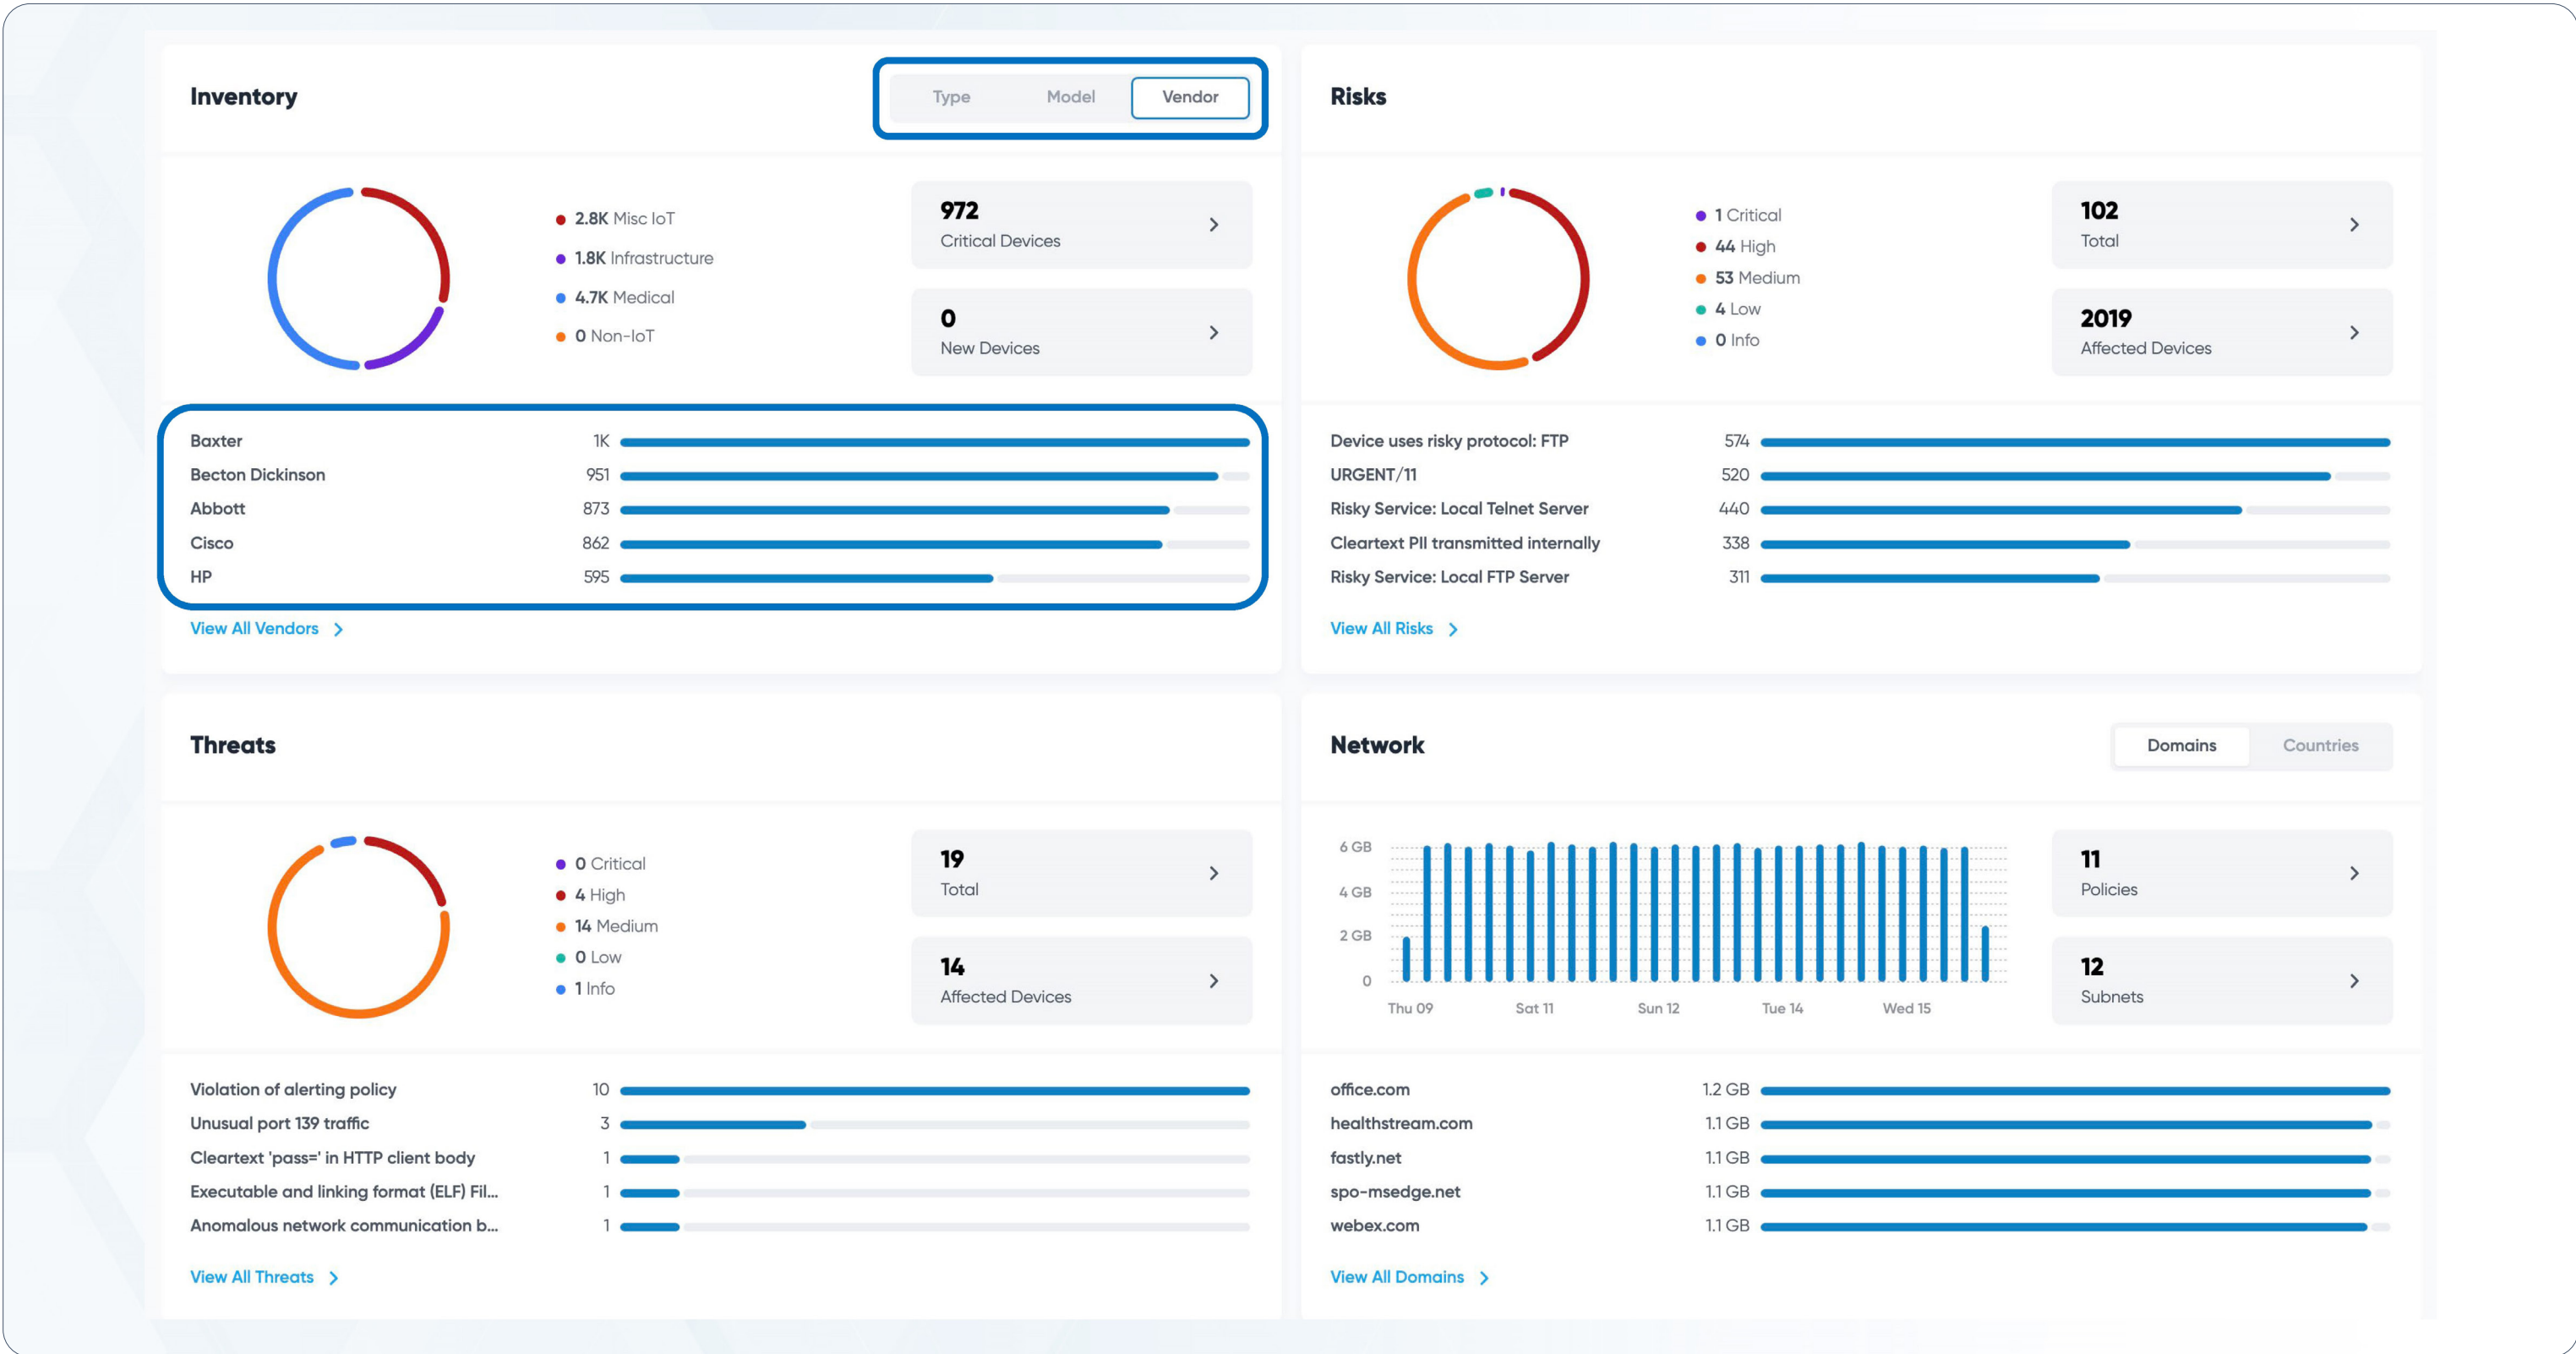 Inventory
Type Model Vendor
2.8K Misc IoT
1.8K Infrastructure
4.7K Medical
0 Non-IoT
972
Critical Devices
0
New Devices
Baxter 1K
Becton Dickinson 951
Abbott 873
Cisco 862
HP 595
View All Vendors
Risks
1 Critical
44 High
53 Medium
4 Low
0 Info
102
Total
2019
Affected Devices
Device uses risky protocol: FTP 574
URGENT/11 520
Risky Service: Local Telnet Server 440
Cleartext PII transmitted internally 338
Risky Service: Local FTP Server 311
View All Risks
Threats
0 Critical
4 High
14 Medium
0 Low
1 Info
19
Total
14
Affected Devices
Violation of alerting policy 10
Unusual port 139 traffic 3
Cleartext 'pass=' in HTTP client body 1
Executable and linking format (ELF) Fil... 1
Anomalous network communication b... 1
View All Threats
Network
Domains Countries
6 GB
4 GB
2 GB
0
Thu 09 Sat 11 Sun 12 Tue 14 Wed 15
11
Policies
12
Subnets
office.com 1.2 GB
healthstream.com 1.1 GB
fastly.net 1.1 GB
spo-msedge.net 1.1 GB
webex.com 1.1 GB
View All Domains